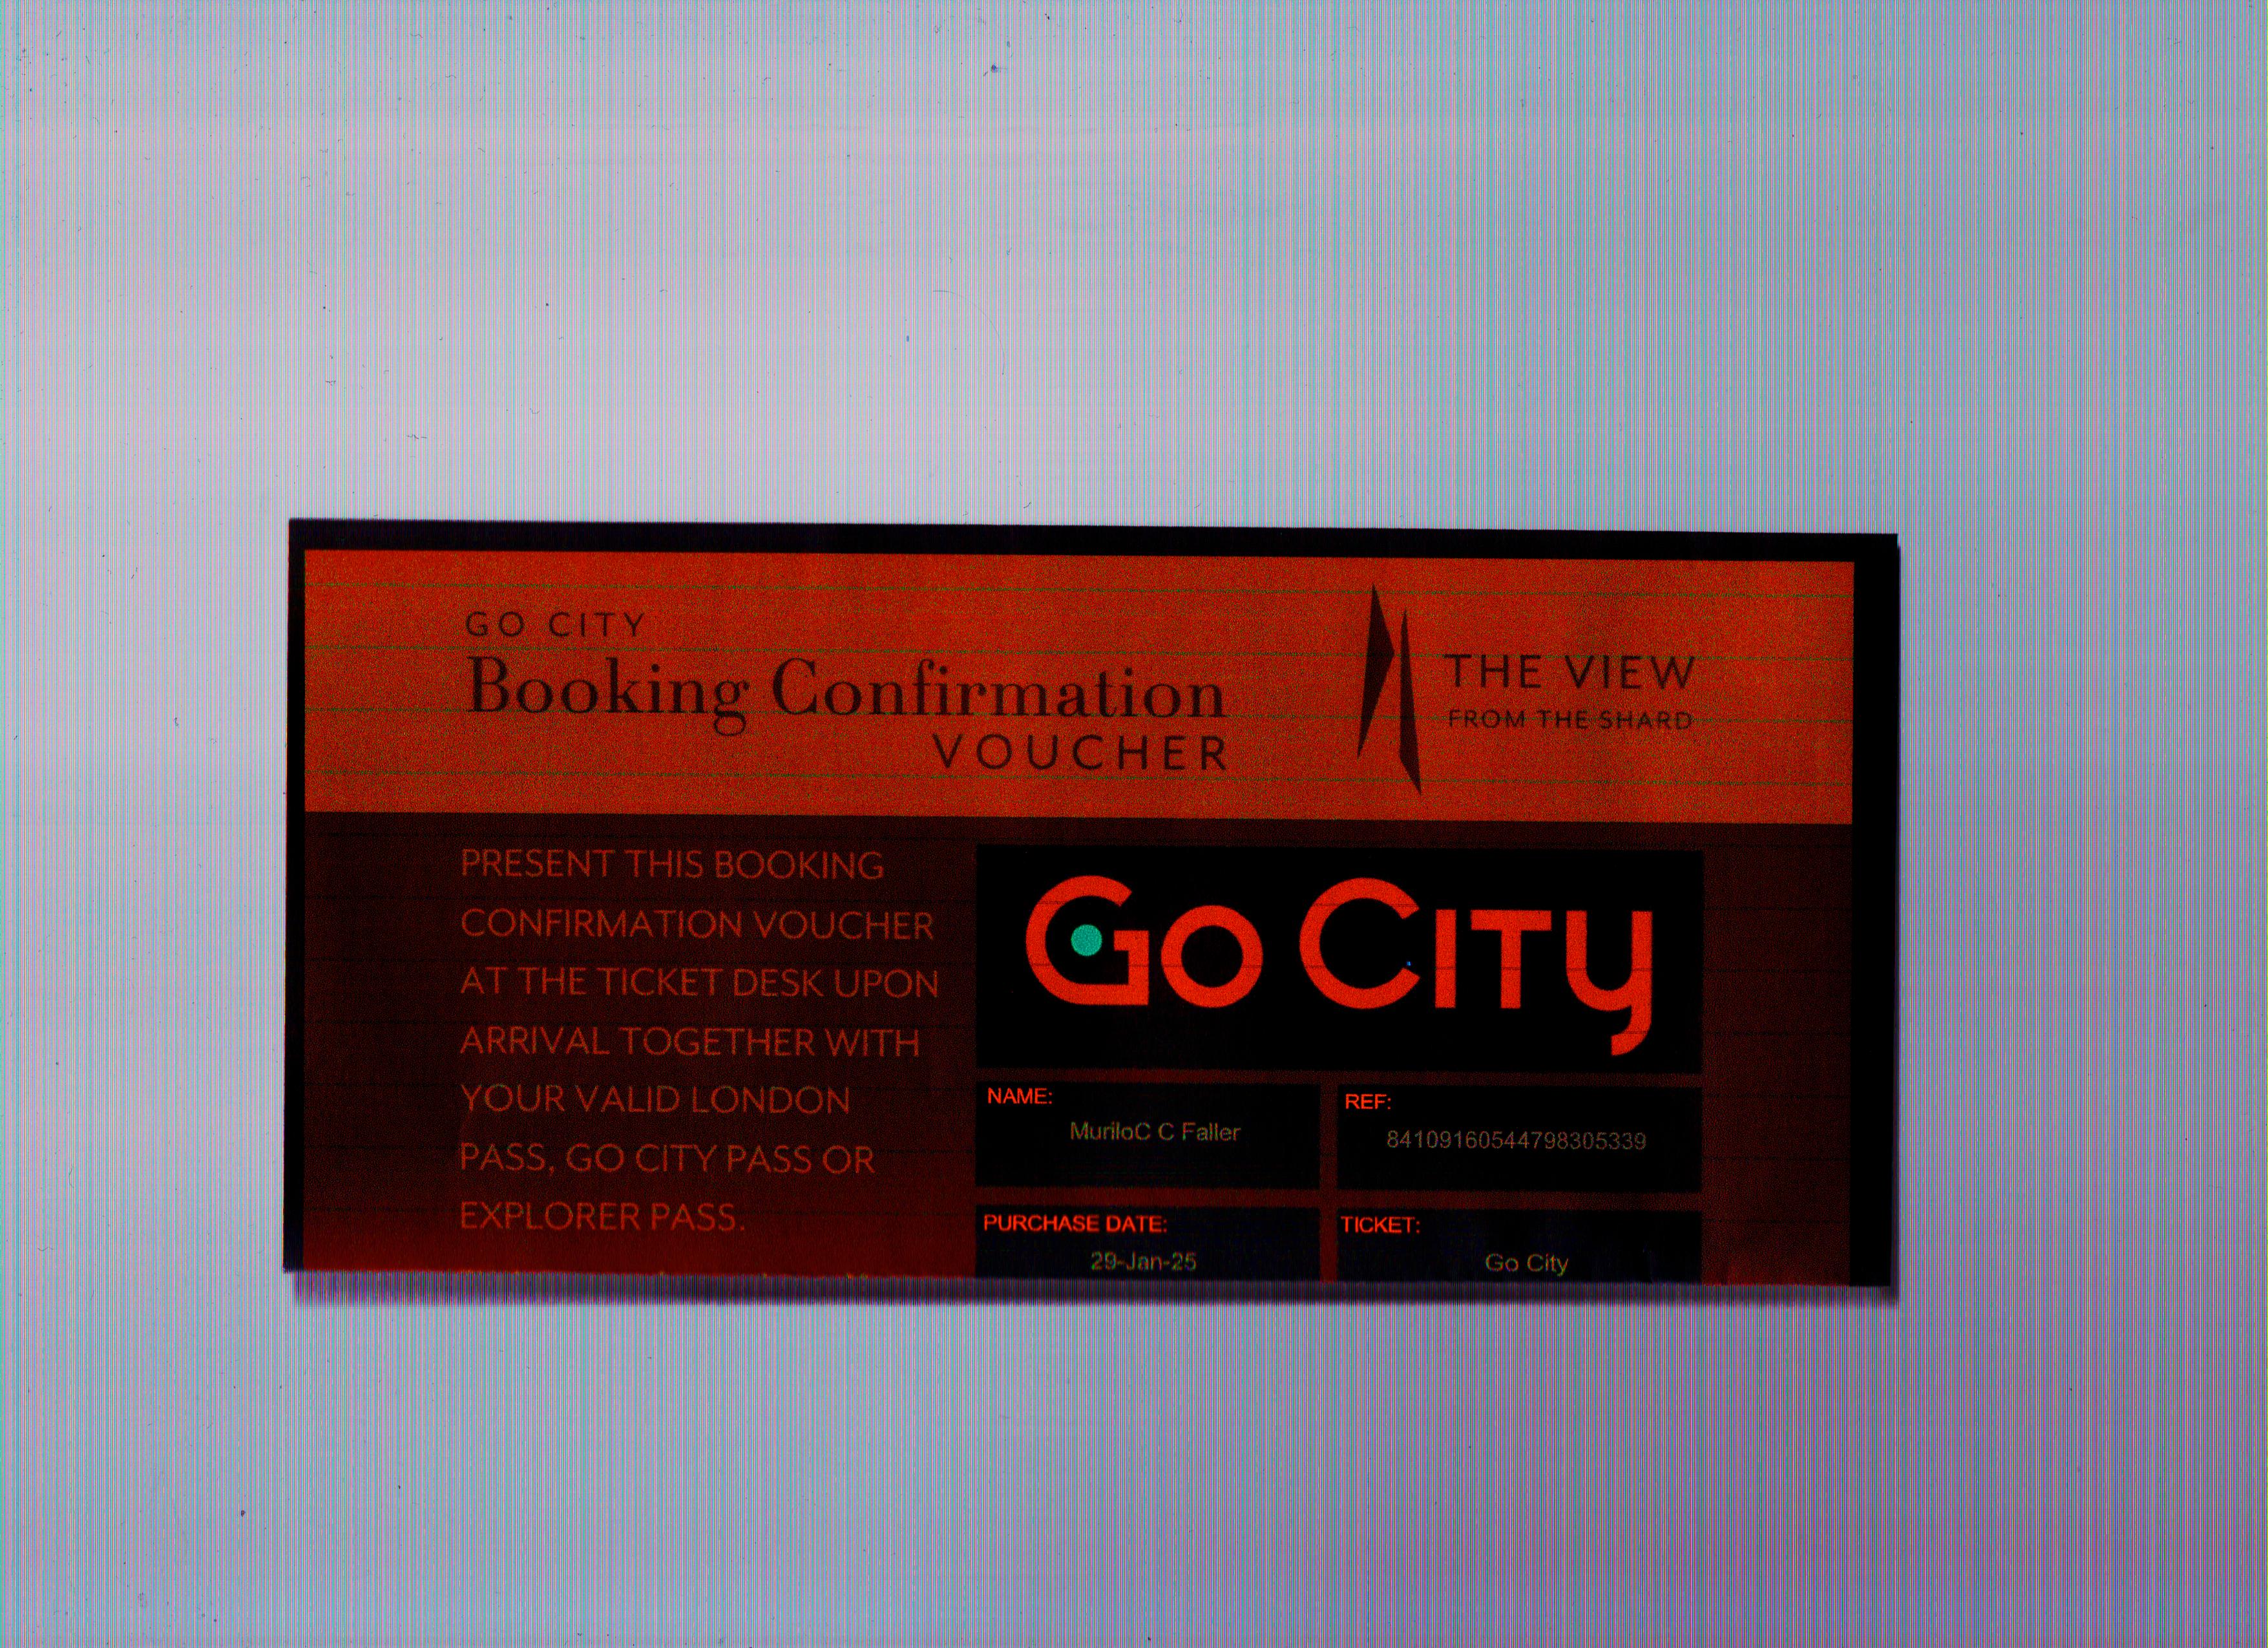 GO CITY
Booking Confirmation
VOUCHER
THE VIEW
FROM THE SHARD
PRESENT THIS BOOKING
CONFIRMATION VOUCHER
AT THE TICKET DESK UPON
ARRIVAL TOGETHER WITH
YOUR VALID LONDON
PASS, GO CITY PASS OR
EXPLORER PASS.
GO CITY
NAME:
MuriloC C Faller
REF:
84109160544798305339
PURCHASE DATE:
29-Jan-25
TICKET:
Go City